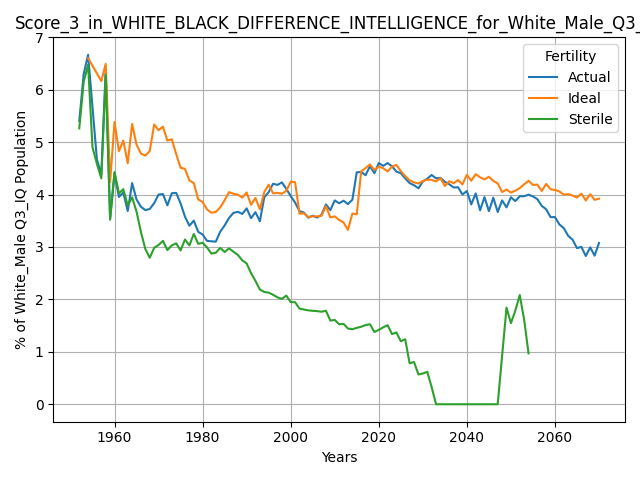 Score_3_in_WHITE_BLACK_DIFFERENCE_INTELLIGENCE_for_White_Male_Q3_
7
6
5
4
3
2
1
0
% of White_Male Q3_IQ Population
Fertility
Actual
Ideal
Sterile
1960 1980 2000 2020 2040 2060
Years